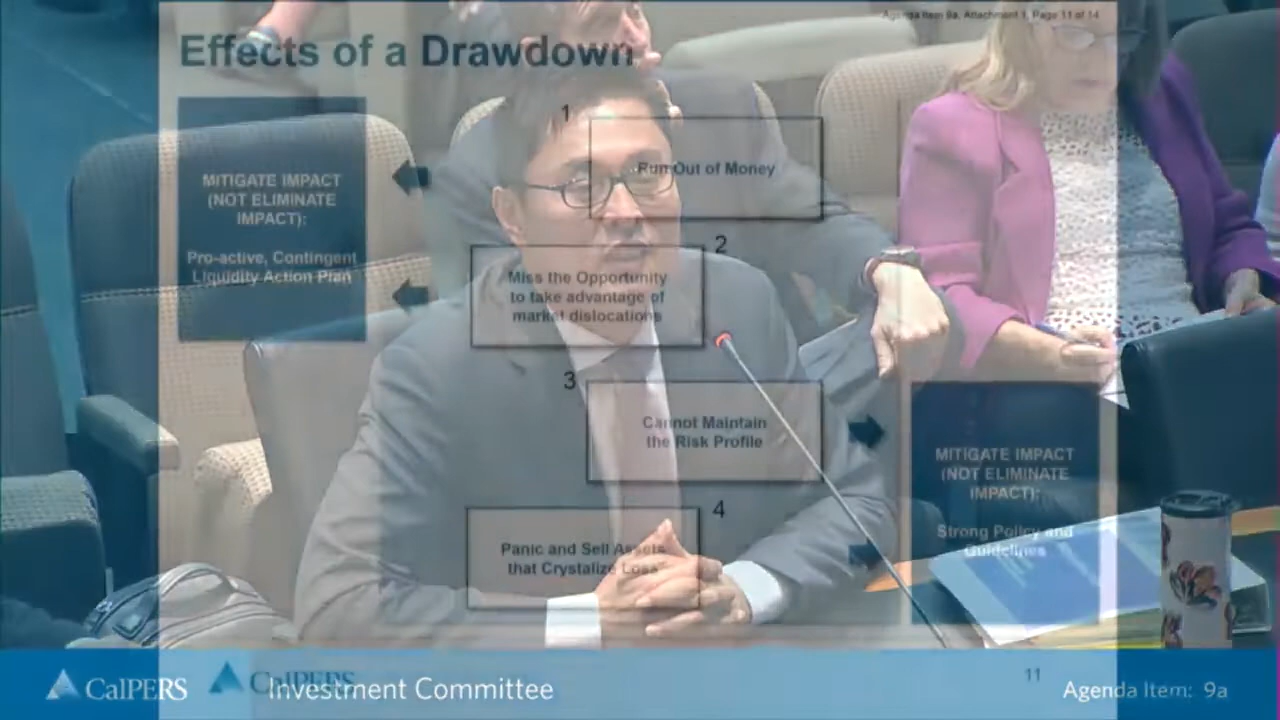 Agenda Item 9a, Attachment 1, Page 11 of 14
Effects of a Drawdown
1
Run Out of Money
MITIGATE IMPACT
(NOT ELIMINATE
IMPACT):
Pro-active, Contingent
Liquidity Action Plan
2
Miss the Opportunity
to take advantage of
market dislocations
3
Cannot Maintain
the Risk Profile
MITIGATE IMPACT
(NOT ELIMINATE
IMPACT):
Strong Policy and
Guidelines
4
Panic and Sell Assets
that Crystalize Loss
11
CalPERS
CalPERS
Investment Committee
Agenda Item: 9a